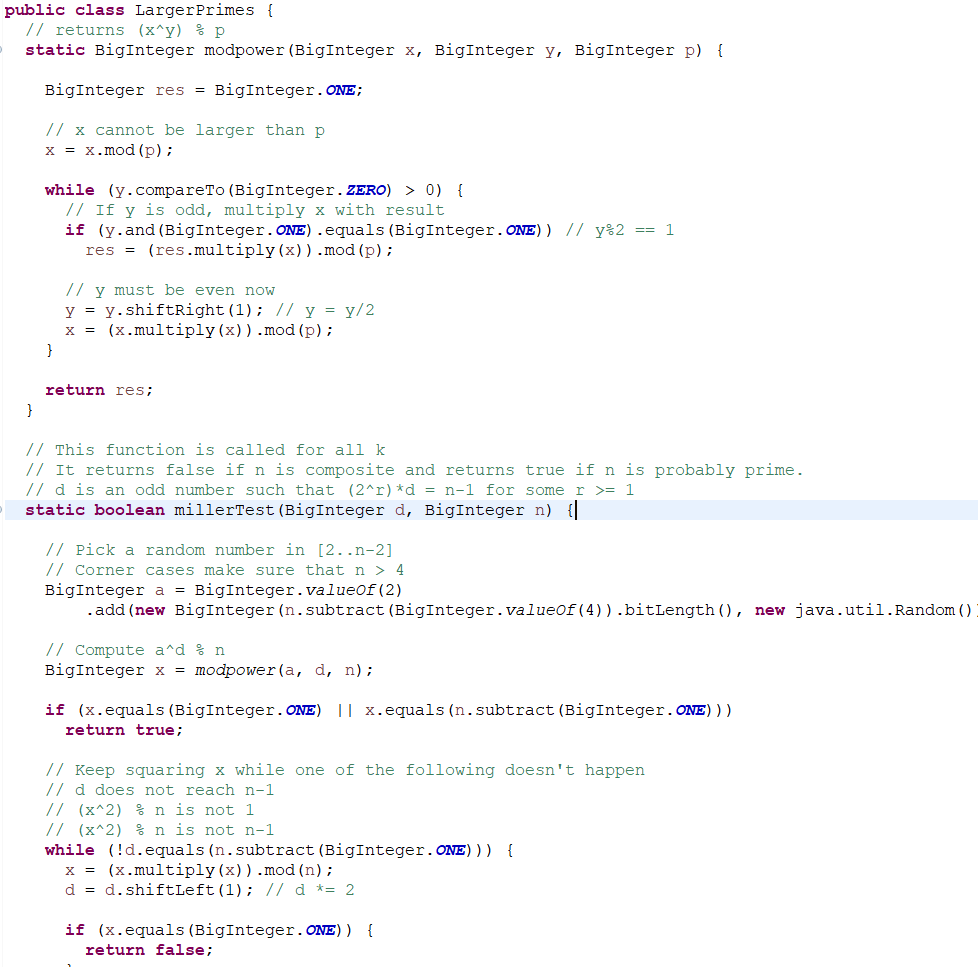 public class LargerPrimes {
// returns (x^y) % p
static BigInteger modpower(BigInteger x, BigInteger y, BigInteger p) {
BigInteger res = BigInteger.ONE;
// x cannot be larger than p
x = x.mod(p);
while (y.compareTo(BigInteger.ZERO) > 0) {
// If y is odd, multiply x with result
if (y.and(BigInteger.ONE).equals(BigInteger.ONE)) // y%2 == 1
res = (res.multiply(x)).mod(p);
// y must be even now
y = y.shiftRight(1); // y = y/2
x = (x.multiply(x)).mod(p);
}
return res;
}
// This function is called for all k
// It returns false if n is composite and returns true if n is probably prime.
// d is an odd number such that (2^r)*d = n-1 for some r >= 1
static boolean millerTest(BigInteger d, BigInteger n) {
// Pick a random number in [2..n-2]
// Corner cases make sure that n > 4
BigInteger a = BigInteger.valueOf(2)
.add(new BigInteger(n.subtract(BigInteger.valueOf(4)).bitLength(), new java.util.Random()
// Compute a^d % n
BigInteger x = modpower(a, d, n);
if (x.equals(BigInteger.ONE) || x.equals(n.subtract(BigInteger.ONE)))
return true;
// Keep squaring x while one of the following doesn't happen
// d does not reach n-1
// (x^2) % n is not 1
// (x^2) % n is not n-1
while (!d.equals(n.subtract(BigInteger.ONE))) {
x = (x.multiply(x)).mod(n);
d = d.shiftLeft(1); // d *= 2
if (x.equals(BigInteger.ONE)) {
return false;